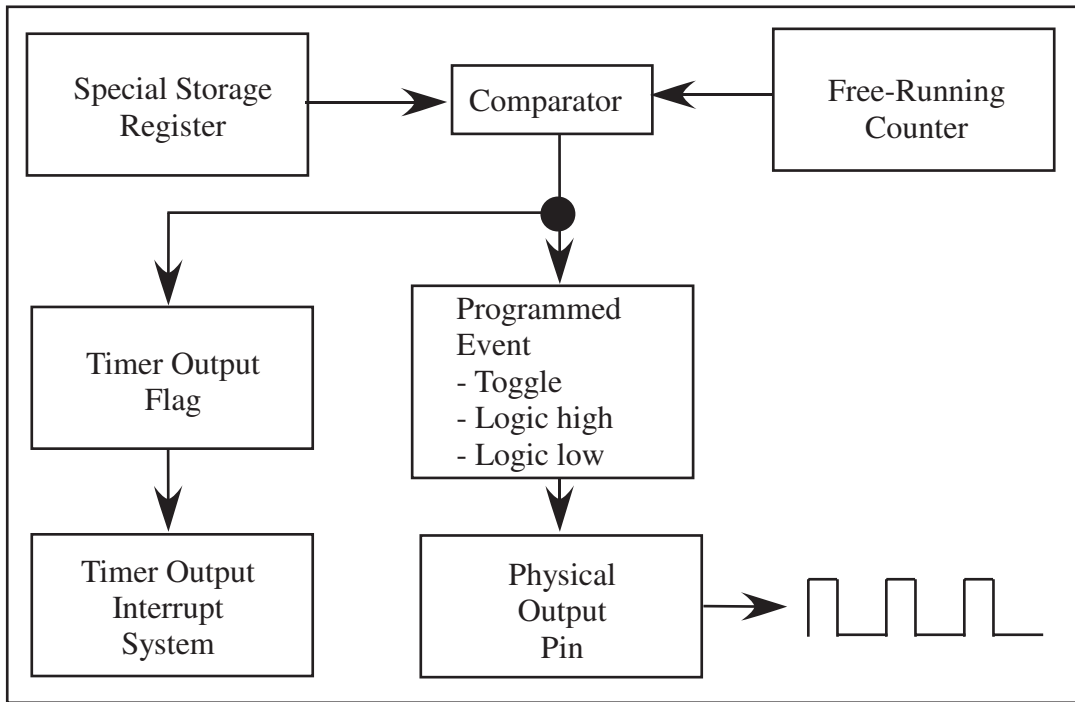 Special Storage
Register
Comparator
Free-Running
Counter
Timer Output
Flag
Programmed
Event
- Toggle
- Logic high
- Logic low
Timer Output
Interrupt
System
Physical
Output
Pin